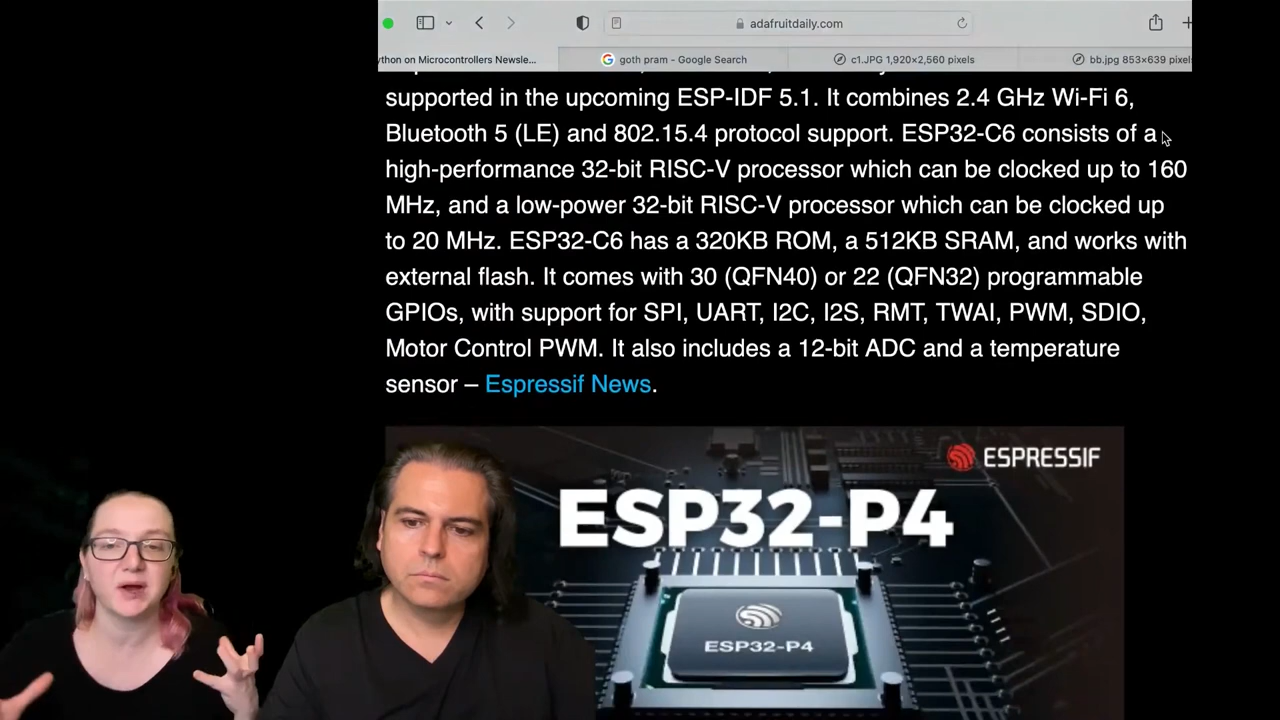 adafruitdaily.com
ython on Microcontrollers Newsle...
goth pram - Google Search
c1.JPG 1,920×2,560 pixels
bb.jpg 853×639 pixels
supported in the upcoming ESP-IDF 5.1. It combines 2.4 GHz Wi-Fi 6,
Bluetooth 5 (LE) and 802.15.4 protocol support. ESP32-C6 consists of a
high-performance 32-bit RISC-V processor which can be clocked up to 160
MHz, and a low-power 32-bit RISC-V processor which can be clocked up
to 20 MHz. ESP32-C6 has a 320KB ROM, a 512KB SRAM, and works with
external flash. It comes with 30 (QFN40) or 22 (QFN32) programmable
GPIOs, with support for SPI, UART, I2C, I2S, RMT, TWAI, PWM, SDIO,
Motor Control PWM. It also includes a 12-bit ADC and a temperature
sensor – Espressif News.
ESPRESSIF
ESP32-P4
ESP32-P4